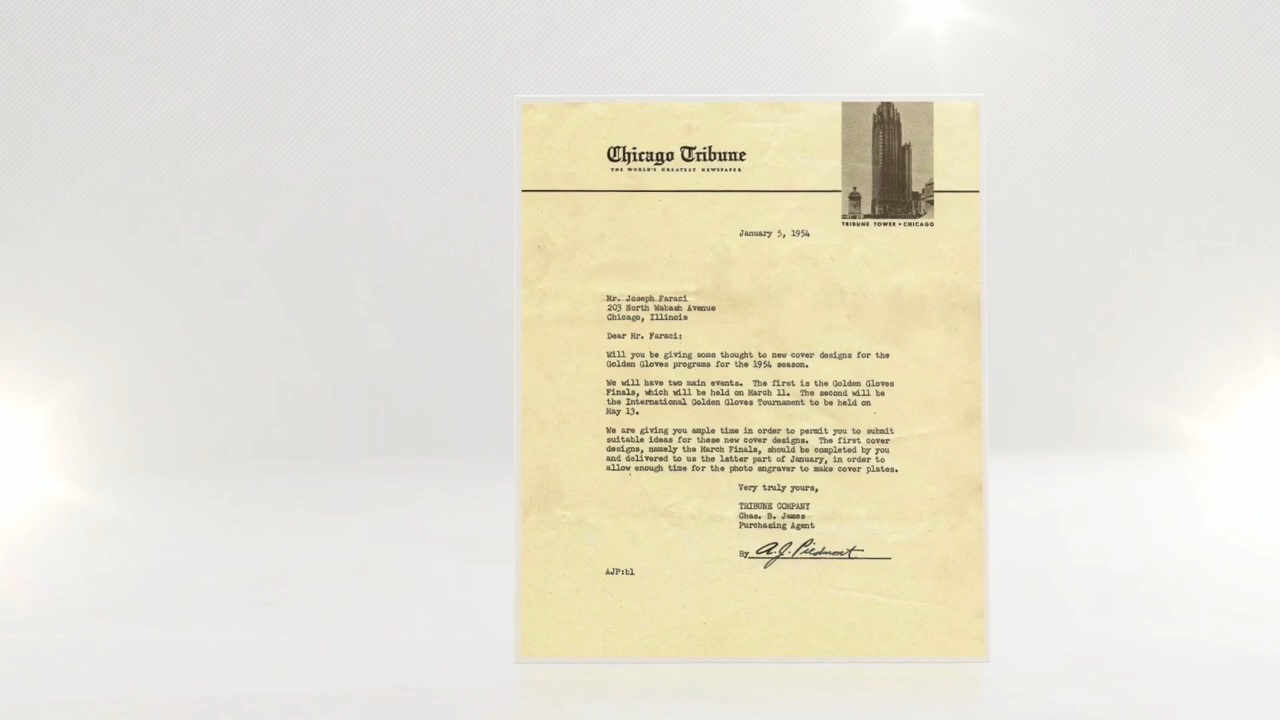 Chicago Tribune
THE WORLD'S GREATEST NEWSPAPER
TRIBUNE TOWER • CHICAGO
January 5, 1954
Mr. Joseph Faraci
203 North Wabash Avenue
Chicago, Illinois
Dear Mr. Faraci:
Will you be giving some thought to new cover designs for the
Golden Gloves programs for the 1954 season.
We will have two main events. The first is the Golden Gloves
Finals, which will be held on March 11. The second will be
the International Golden Gloves Tournament to be held on
May 13.
We are giving you ample time in order to permit you to submit
suitable ideas for these new cover designs. The first cover
designs, namely the March Finals, should be completed by you
and delivered to us the latter part of January, in order to
allow enough time for the photo engraver to make cover plates.
Very truly yours,
TRIBUNE COMPANY
Chas. B. James
Purchasing Agent
By A.J. Piedmont
AJP:bl